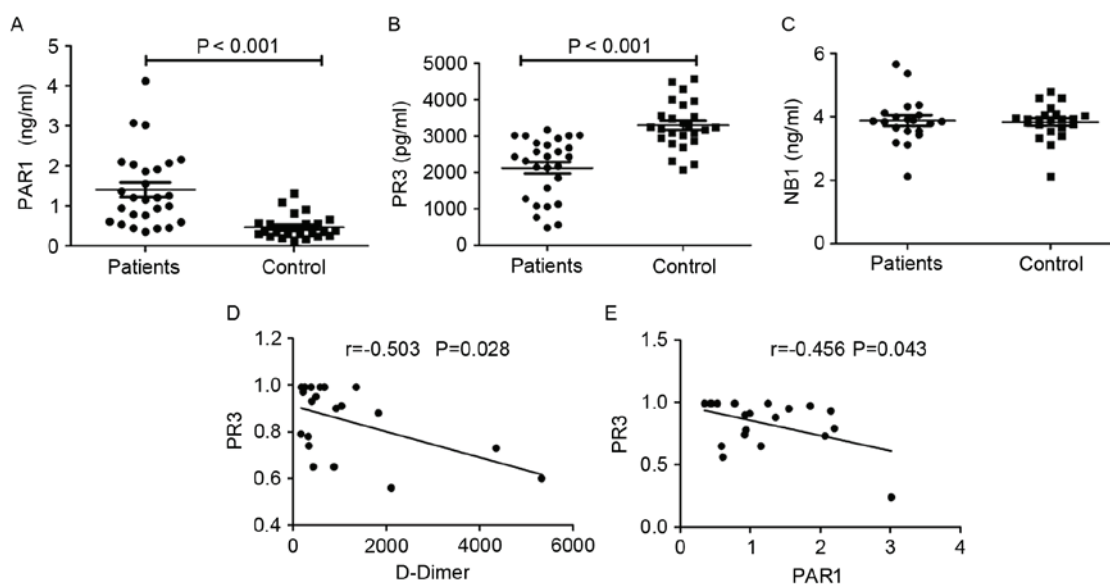 A
P < 0.001
PAR1 (ng/ml)
5
4
3
2
1
0
Patients
Control
B
P < 0.001
PR3 (pg/ml)
5000
4000
3000
2000
1000
0
Patients
Control
C
NB1 (ng/ml)
6
4
2
0
Patients
Control
D
r=-0.503 P=0.028
PR3
1.2
1.0
0.8
0.6
0.4
0
2000
4000
6000
D-Dimer
E
r=-0.456 P=0.043
PR3
1.5
1.0
0.5
0.0
0
1
2
3
4
PAR1